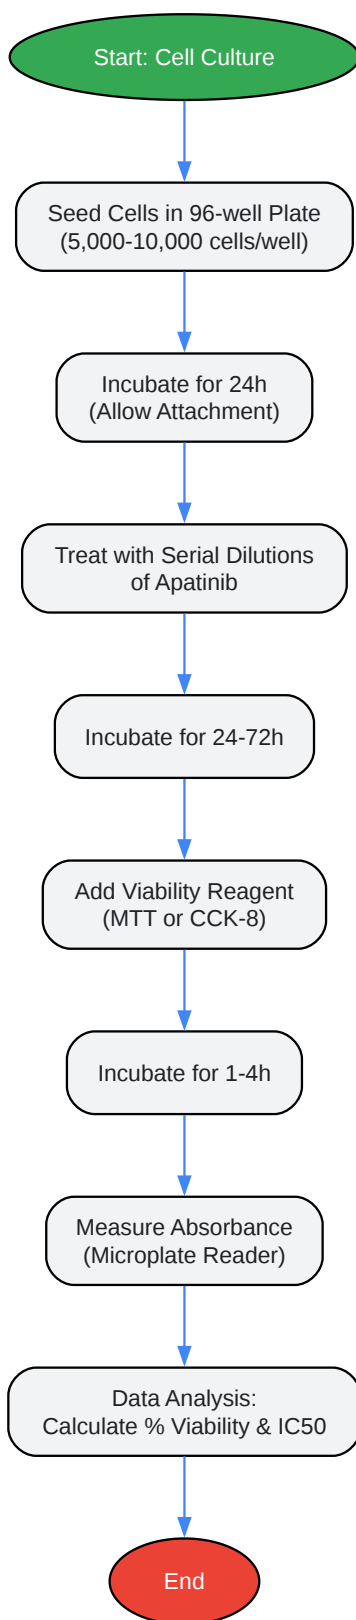 Start: Cell Culture
Seed Cells in 96-well Plate
(5,000-10,000 cells/well)
Incubate for 24h
(Allow Attachment)
Treat with Serial Dilutions
of Apatinib
Incubate for 24-72h
Add Viability Reagent
(MTT or CCK-8)
Incubate for 1-4h
Measure Absorbance
(Microplate Reader)
Data Analysis:
Calculate % Viability & IC50
End